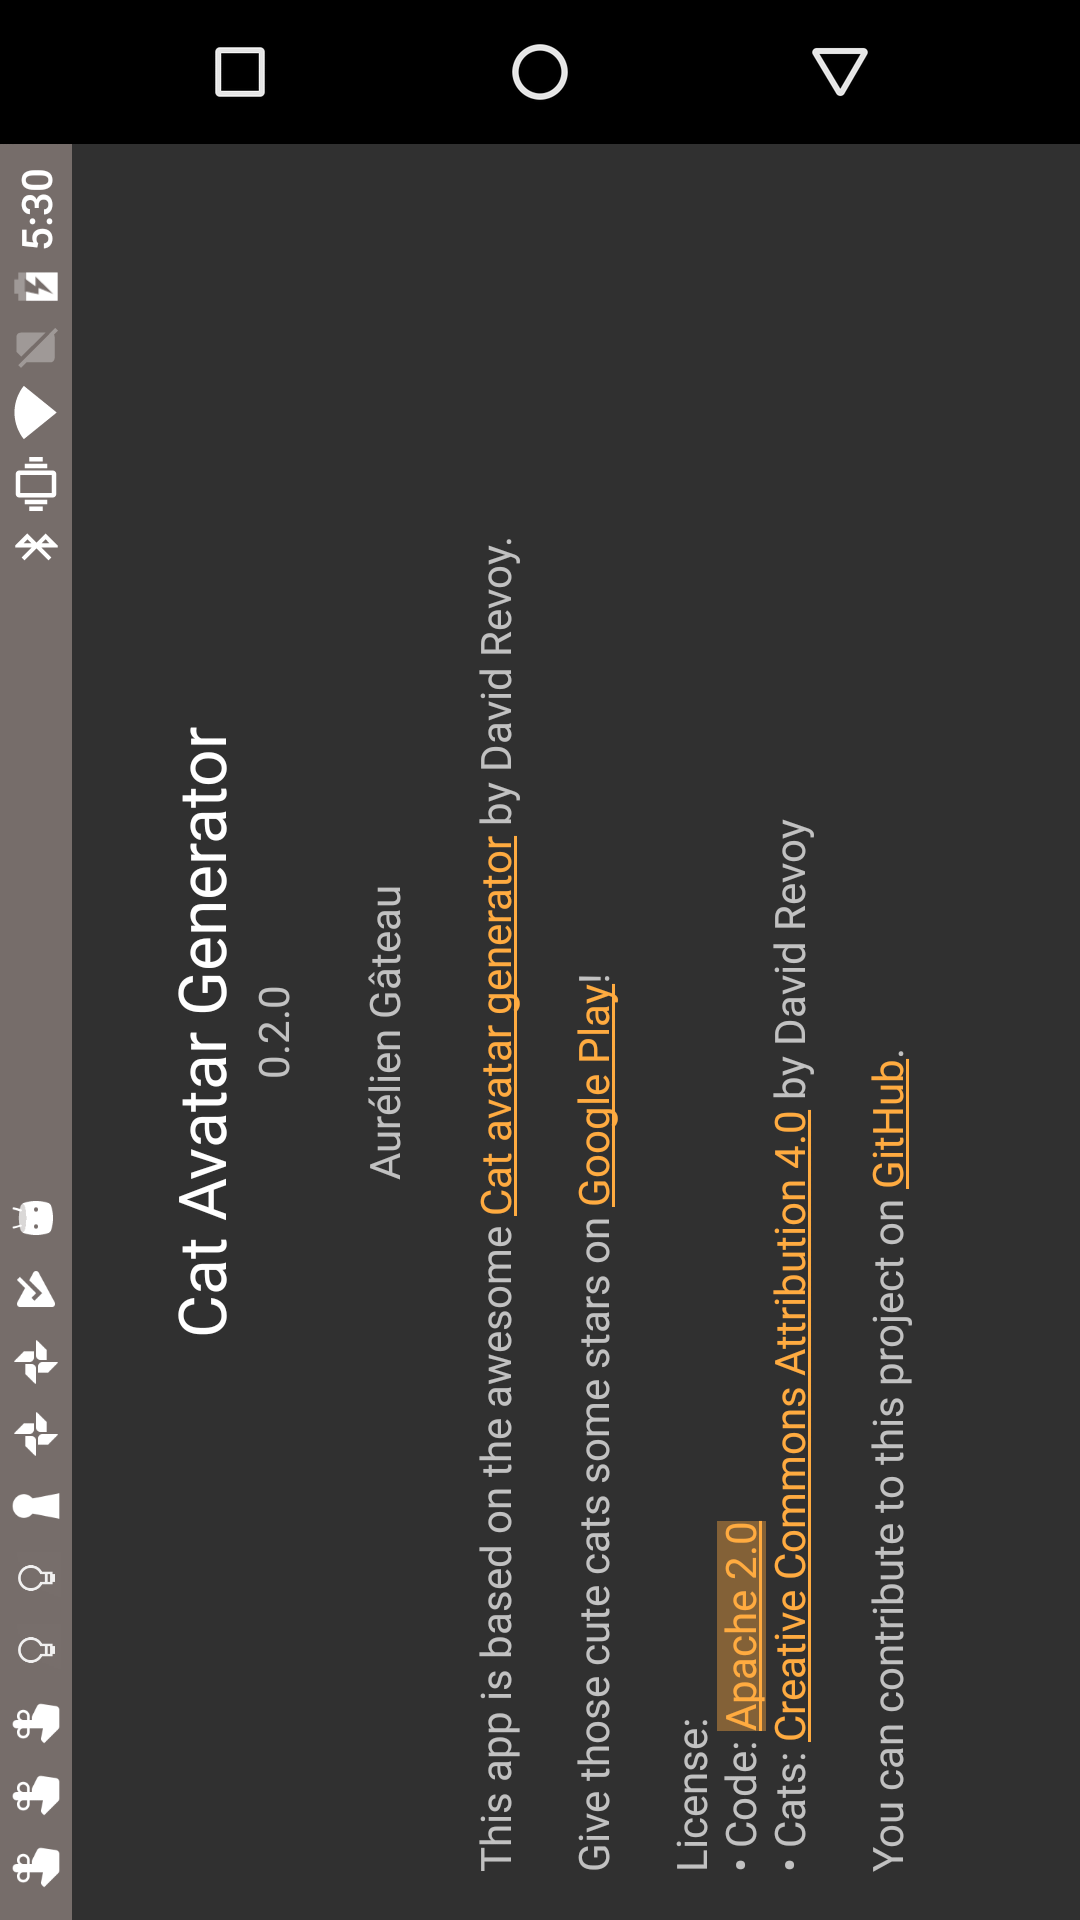 5:30
Cat Avatar Generator
0.2.0
Aurélien Gâteau
This app is based on the awesome Cat avatar generator by David Revoy.
Give those cute cats some stars on Google Play!
License:
• Code: Apache 2.0
• Cats: Creative Commons Attribution 4.0 by David Revoy
You can contribute to this project on GitHub.